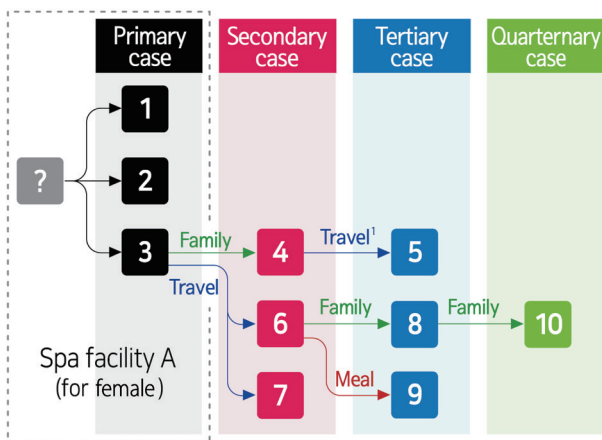 Primary
case
Secondary
case
Tertiary
case
Quarternary
case
1
?
2
3
Family
4
Travel¹
5
Travel
6
Family
8
Family
10
Spa facility A
(for female)
7
Meal
9